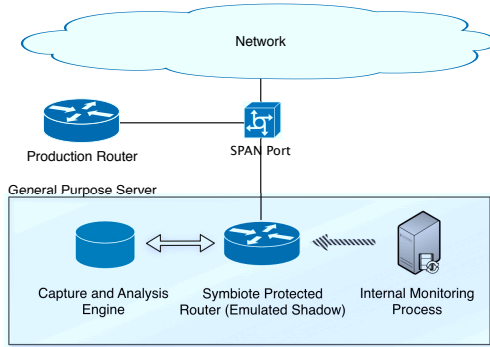 Network
Production Router
SPAN Port
General Purpose Server
Capture and Analysis
Engine
Symbiote Protected
Router (Emulated Shadow)
Internal Monitoring
Process